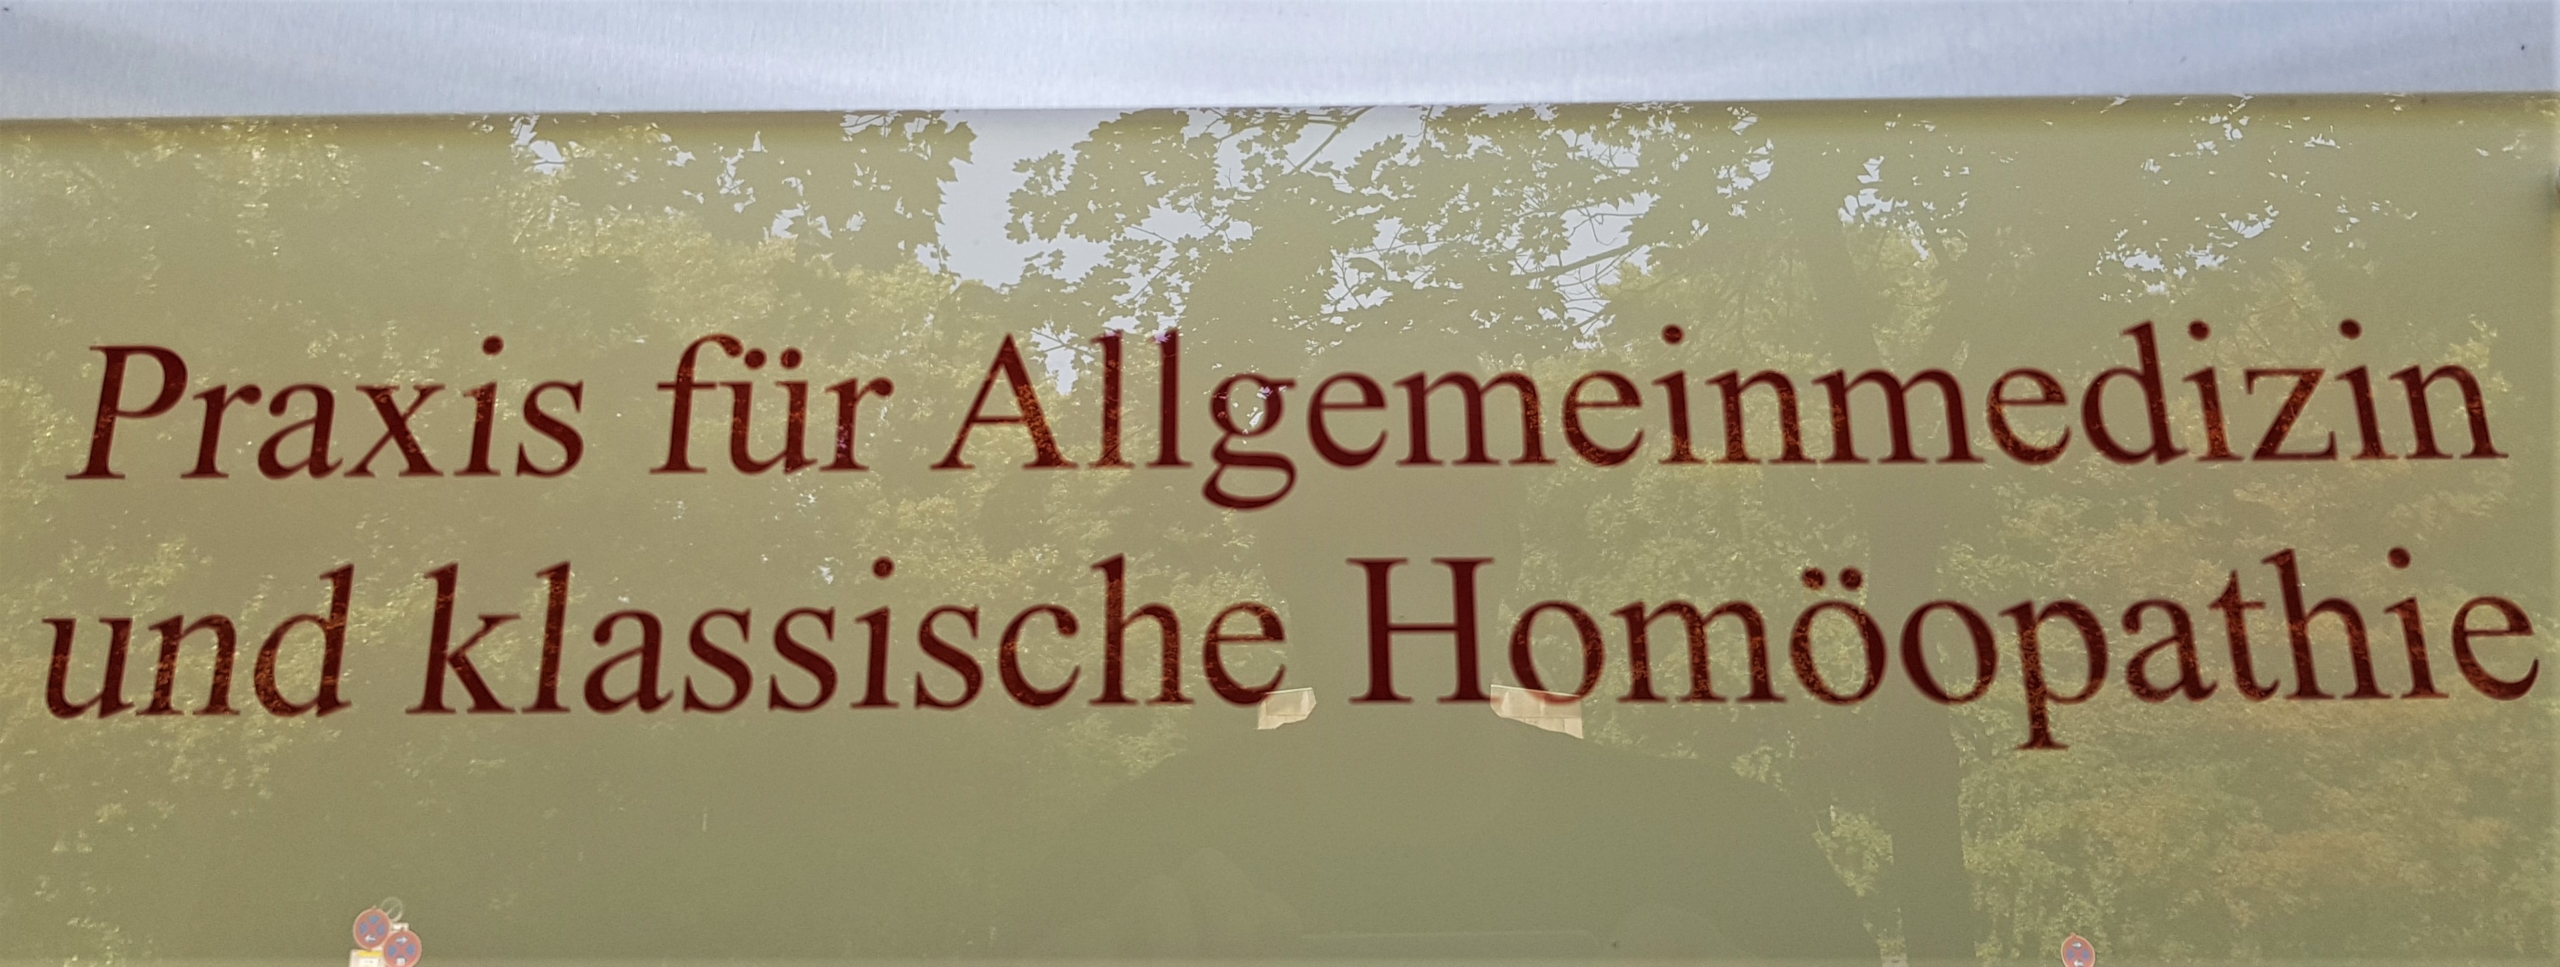 Praxis für Allgemeinmedizin
und klassische Homöopathie